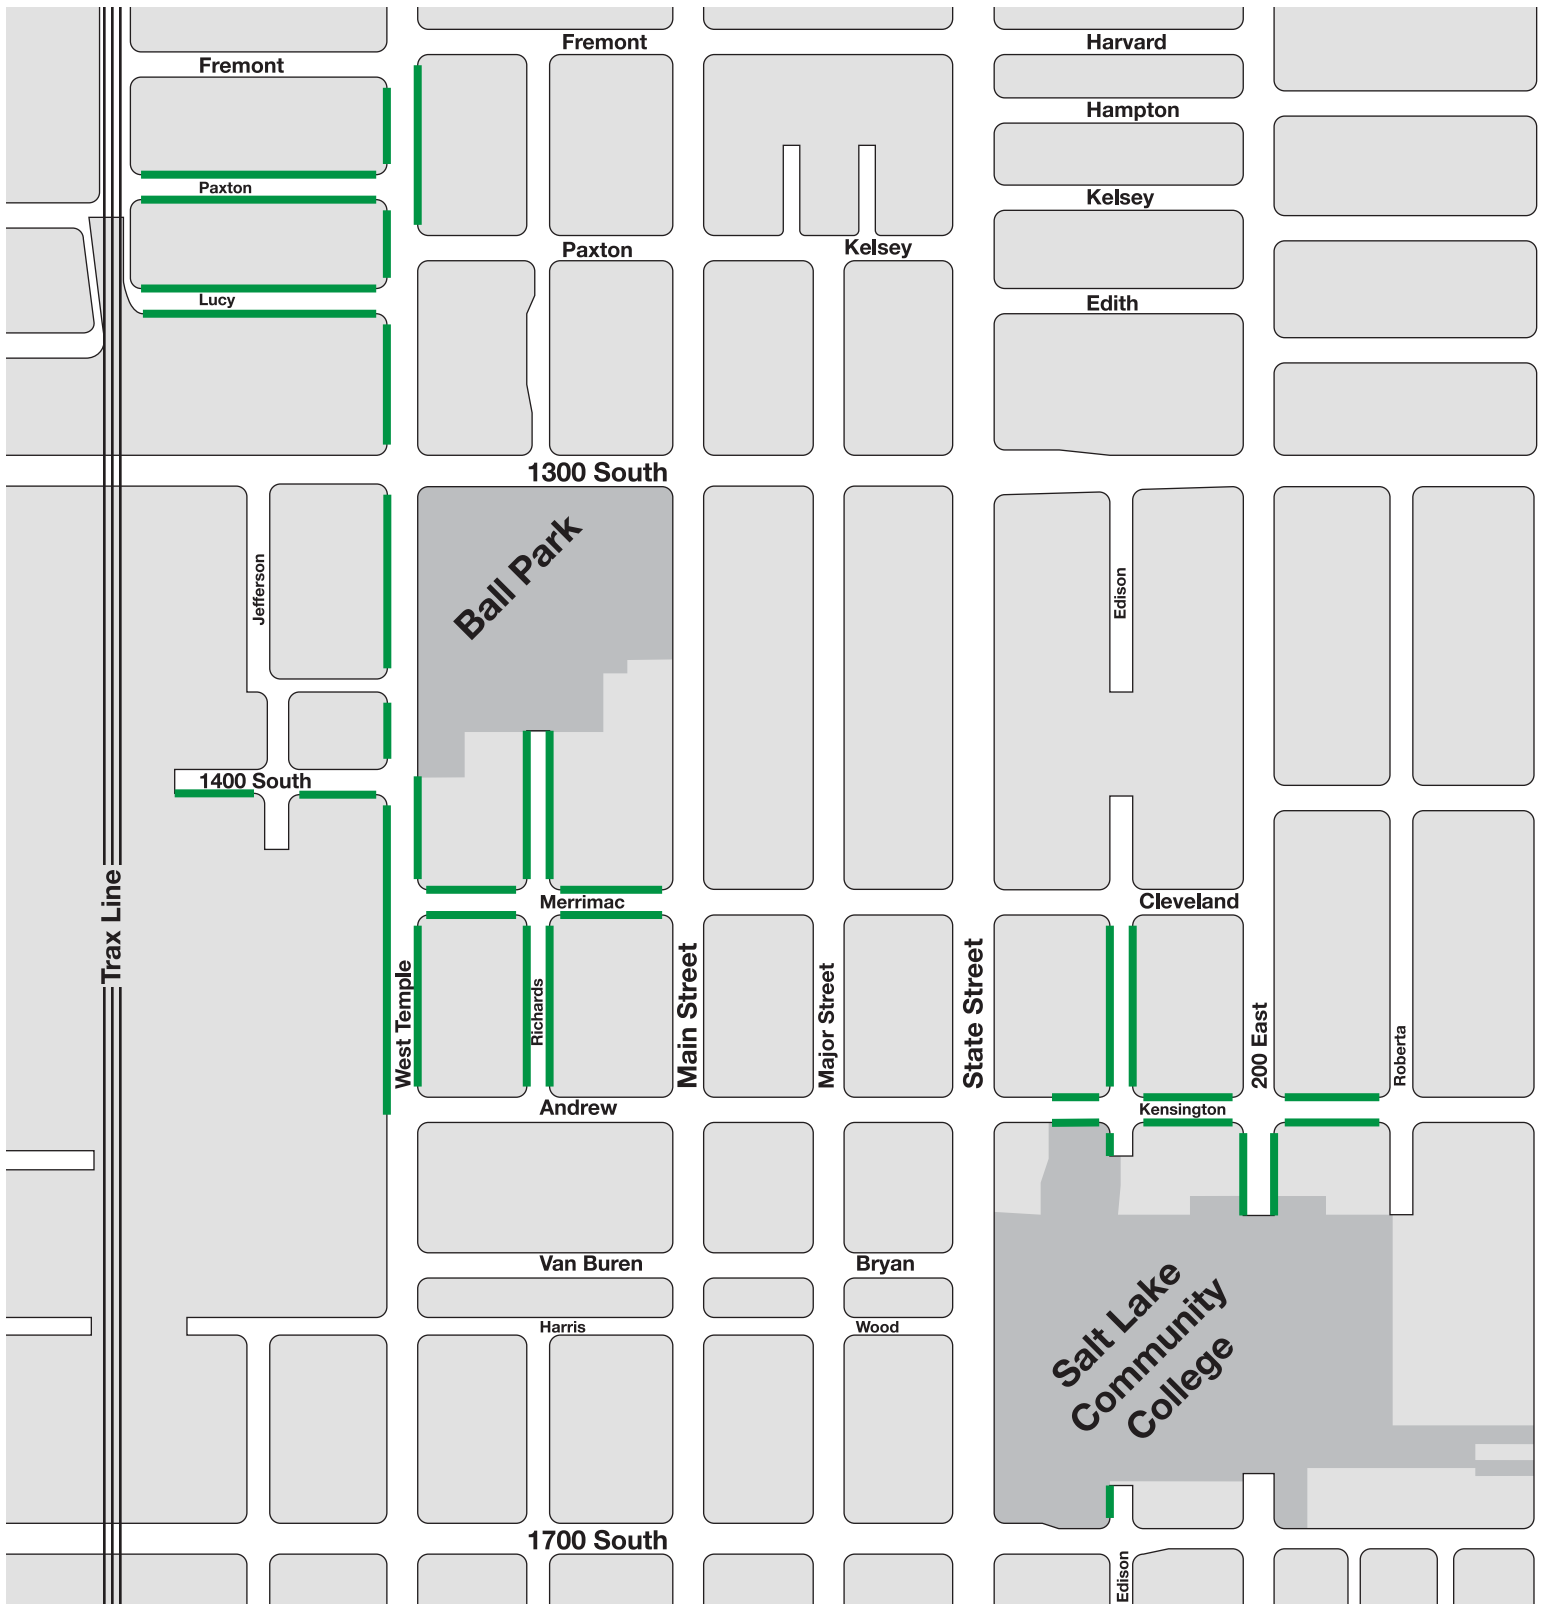 Fremont
Harvard
Fremont
Hampton
Paxton
Kelsey
Paxton
Kelsey
Lucy
Edith
1300 South
Ball Park
Jefferson
Edison
1400 South
Trax Line
Merrimac
Cleveland
West Temple
Richards
Main Street
Major Street
State Street
200 East
Roberta
Andrew
Kensington
Van Buren
Bryan
Salt Lake
Community
College
Harris
Wood
1700 South
Edison